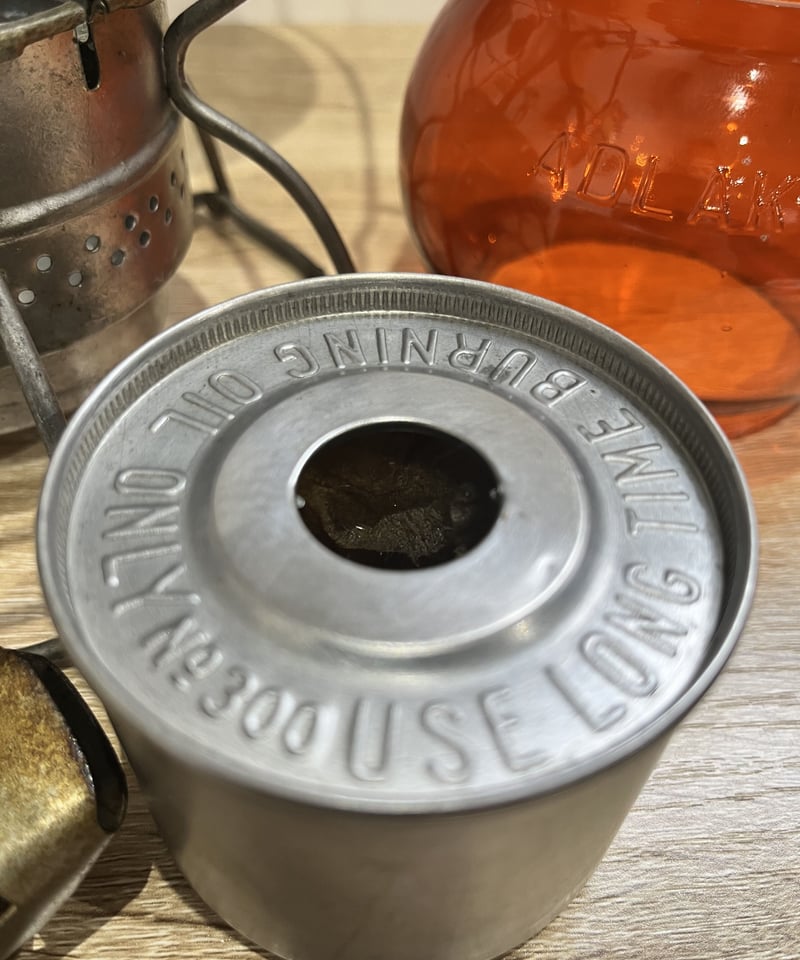 USE LONG TIME BURNING OIL ONLY
No 300
ADLAK